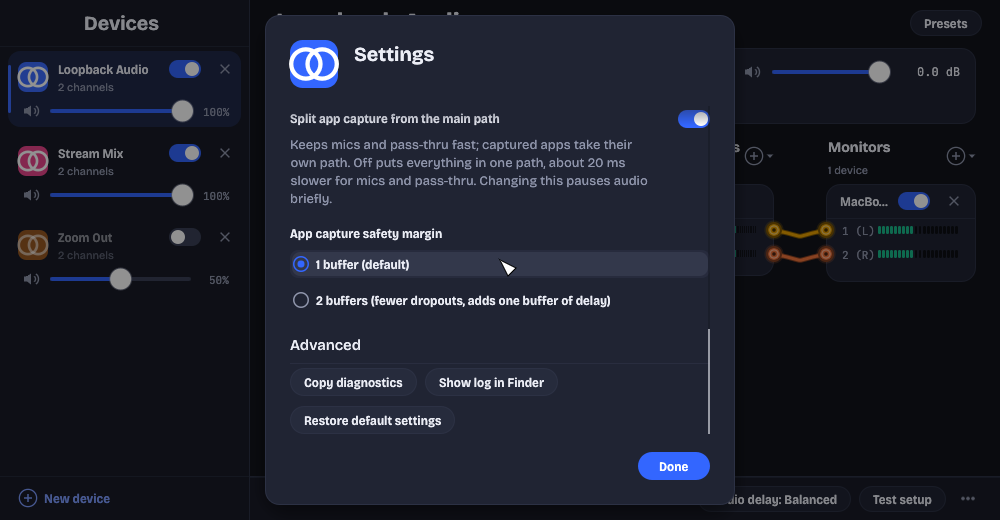 Devices
Presets
Loopback Audio
2 channels
100%
Stream Mix
2 channels
100%
Zoom Out
2 channels
50%
New device
Settings
Split app capture from the main path
Keeps mics and pass-thru fast; captured apps take their
own path. Off puts everything in one path, about 20 ms
slower for mics and pass-thru. Changing this pauses audio
briefly.
App capture safety margin
1 buffer (default)
2 buffers (fewer dropouts, adds one buffer of delay)
Advanced
Copy diagnostics
Show log in Finder
Restore default settings
Done
0.0 dB
Monitors
1 device
MacBo...
1 (L)
2 (R)
delay: Balanced
Test setup